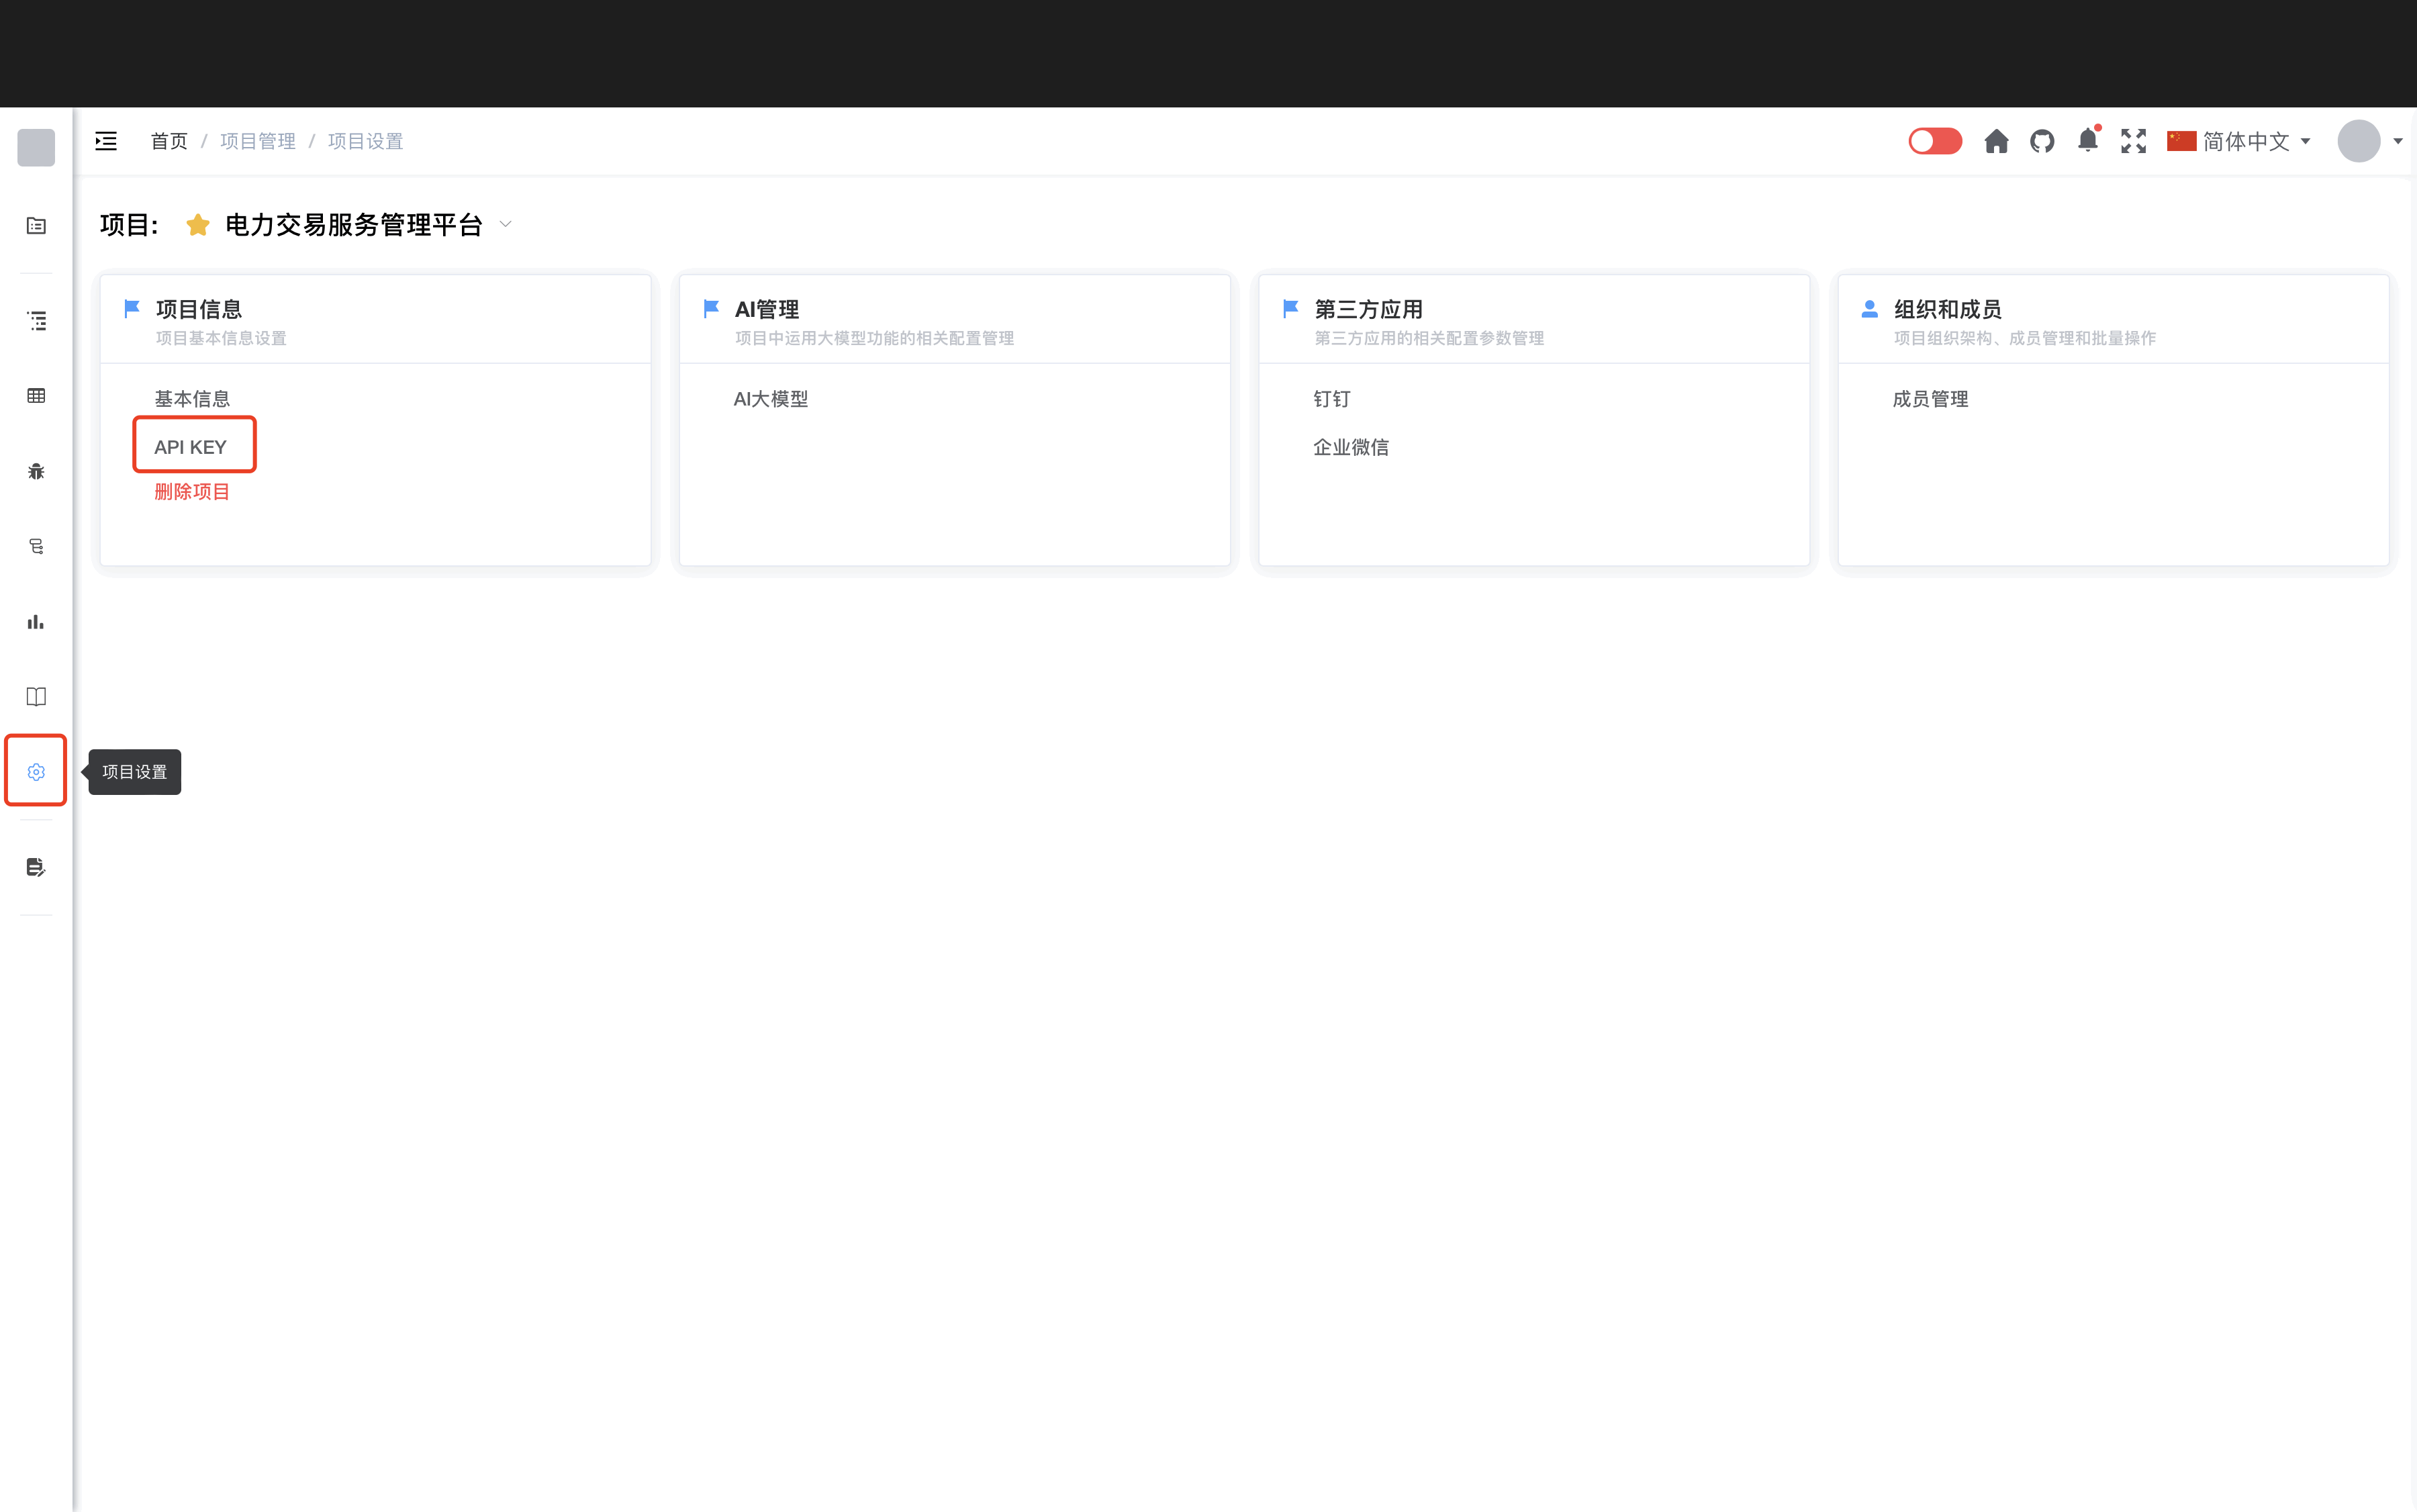 首页 / 项目管理 / 项目设置
简体中文
项目: 电力交易服务管理平台
项目信息
项目基本信息设置
基本信息
API KEY
删除项目
AI管理
项目中运用大模型功能的相关配置管理
AI大模型
第三方应用
第三方应用的相关配置参数管理
钉钉
企业微信
组织和成员
项目组织架构、成员管理和批量操作
成员管理
项目设置